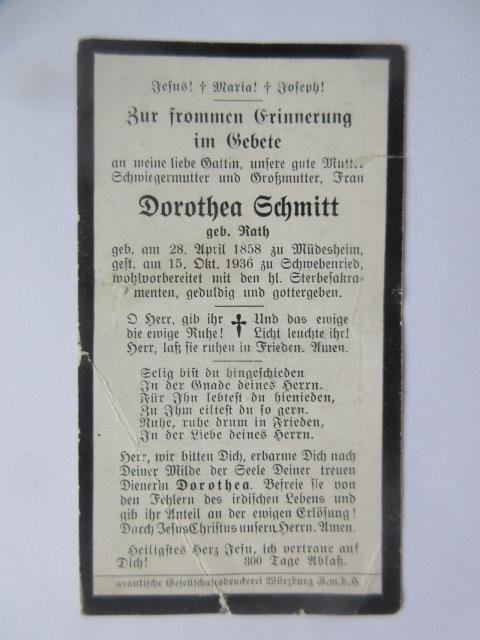 Jesus! † Maria! † Joseph!
Zur frommen Erinnerung
im Gebete
an meine liebe Gattin, unsere gute Mutter
Schwiegermutter und Großmutter, Frau
Dorothea Schmitt
geb. Rath
geb. am 28. April 1858 zu Müdesheim,
gest. am 15. Okt. 1936 zu Schwebenried,
wohlvorbereitet mit den hl. Sterbesakra-
menten, geduldig und gottergeben.
O Herr, gib ihr † Und das ewige
die ewige Ruhe! Licht leuchte ihr!
Herr, laß sie ruhen in Frieden. Amen.
Selig bist du hingeschieden
In der Gnade deines Herrn.
Für Ihn lebtest du hienieden,
Zu Ihm eiltest du so gern.
Ruhe, ruhe drum in Frieden,
In der Liebe deines Herrn.
Herr, wir bitten Dich, erbarme Dich nach
Deiner Milde der Seele Deiner treuen
Dienerin Dorothea. Befreie sie von
den Fehlern des irdischen Lebens und
gib ihr Anteil an der ewigen Erlösung!
Durch Jesus Christus unsern Herrn. Amen.
Heiligstes Herz Jesu, ich vertraue auf
Dich! 300 Tage Ablaß.
Fränkische Gesellschaftsdruckerei Würzburg G.m.b.H